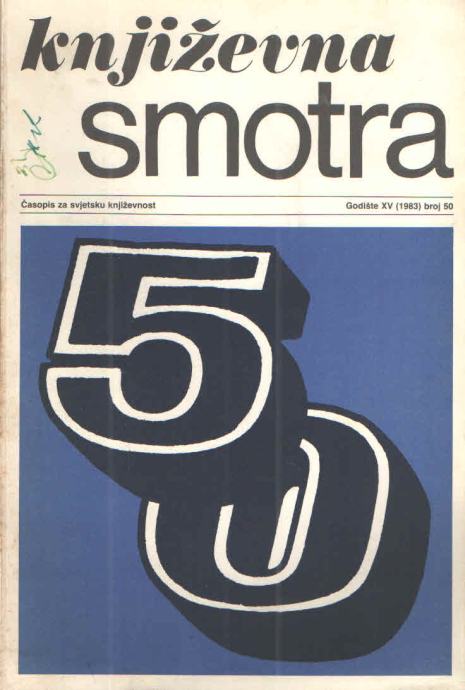 književna
smotra
Časopis za svjetsku književnost
Godište XV (1983) broj 50
50